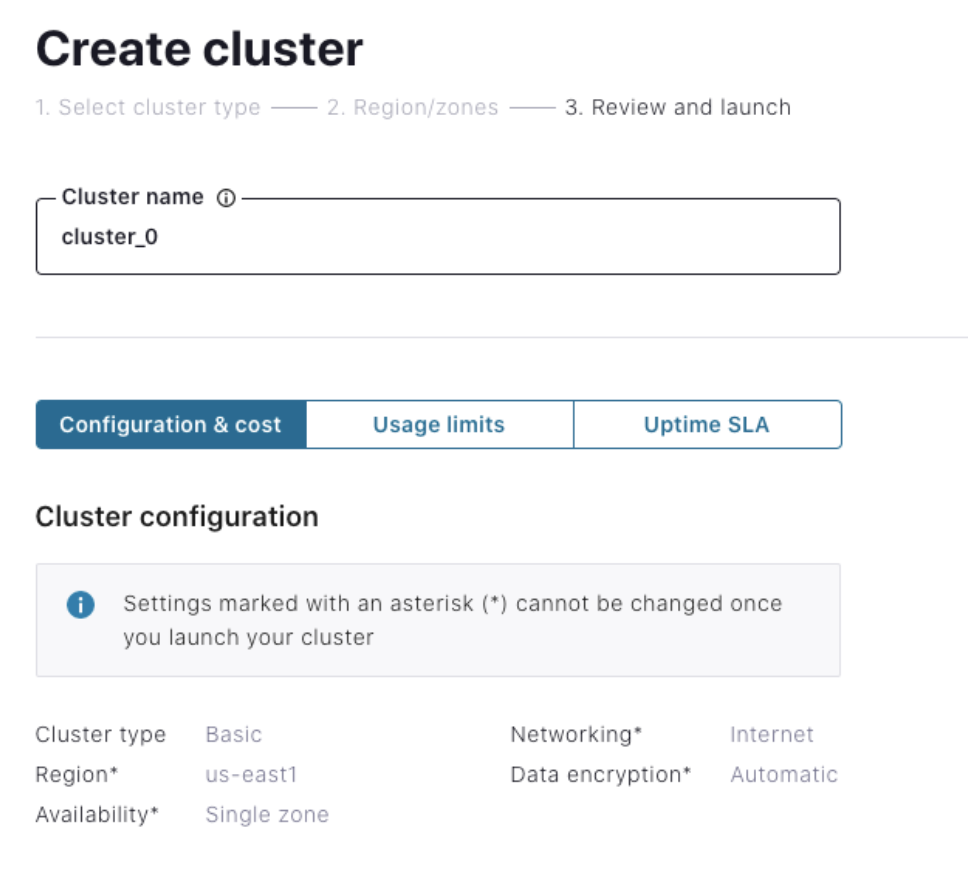 Create cluster
1. Select cluster type 2. Region/zones 3. Review and launch
Cluster name
cluster_0
Configuration & cost Usage limits Uptime SLA
Cluster configuration
Settings marked with an asterisk (*) cannot be changed once
you launch your cluster
Cluster type Basic Networking* Internet
Region* us-east1 Data encryption* Automatic
Availability* Single zone